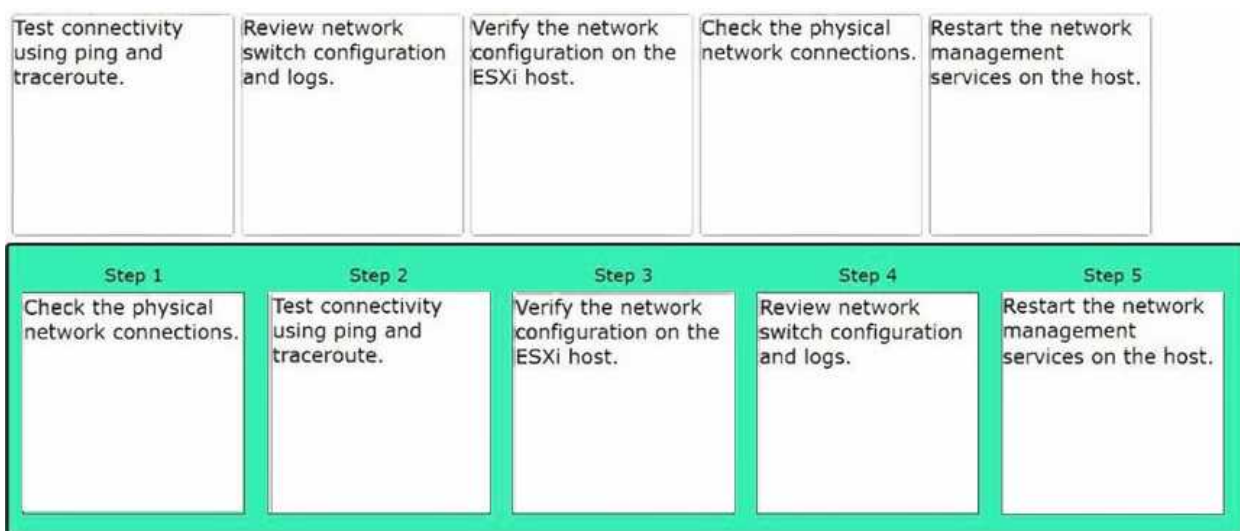 Test connectivity
using ping and
traceroute.
Review network
switch configuration
and logs.
Verify the network
configuration on the
ESXi host.
Check the physical
network connections.
Restart the network
management
services on the host.
Step 1
Check the physical
network connections.
Step 2
Test connectivity
using ping and
traceroute.
Step 3
Verify the network
configuration on the
ESXi host.
Step 4
Review network
switch configuration
and logs.
Step 5
Restart the network
management
services on the host.